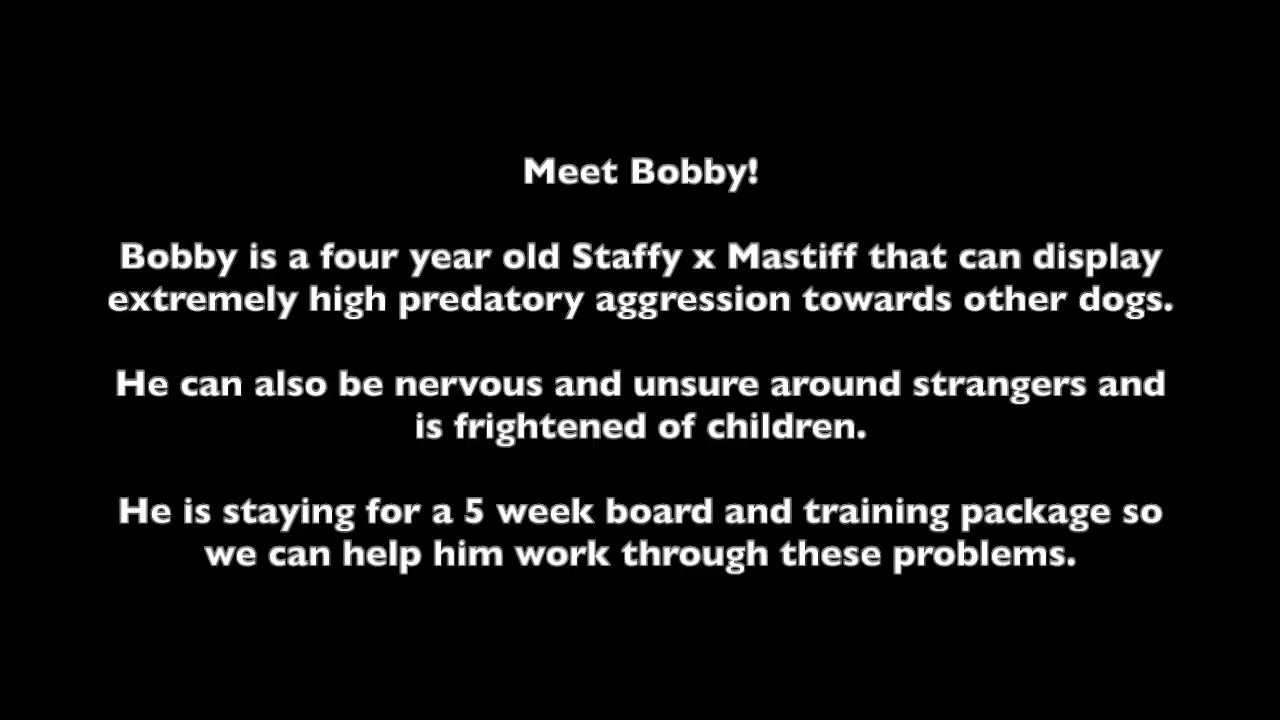 Meet Bobby!
Bobby is a four year old Staffy x Mastiff that can display
extremely high predatory aggression towards other dogs.
He can also be nervous and unsure around strangers and
is frightened of children.
He is staying for a 5 week board and training package so
we can help him work through these problems.